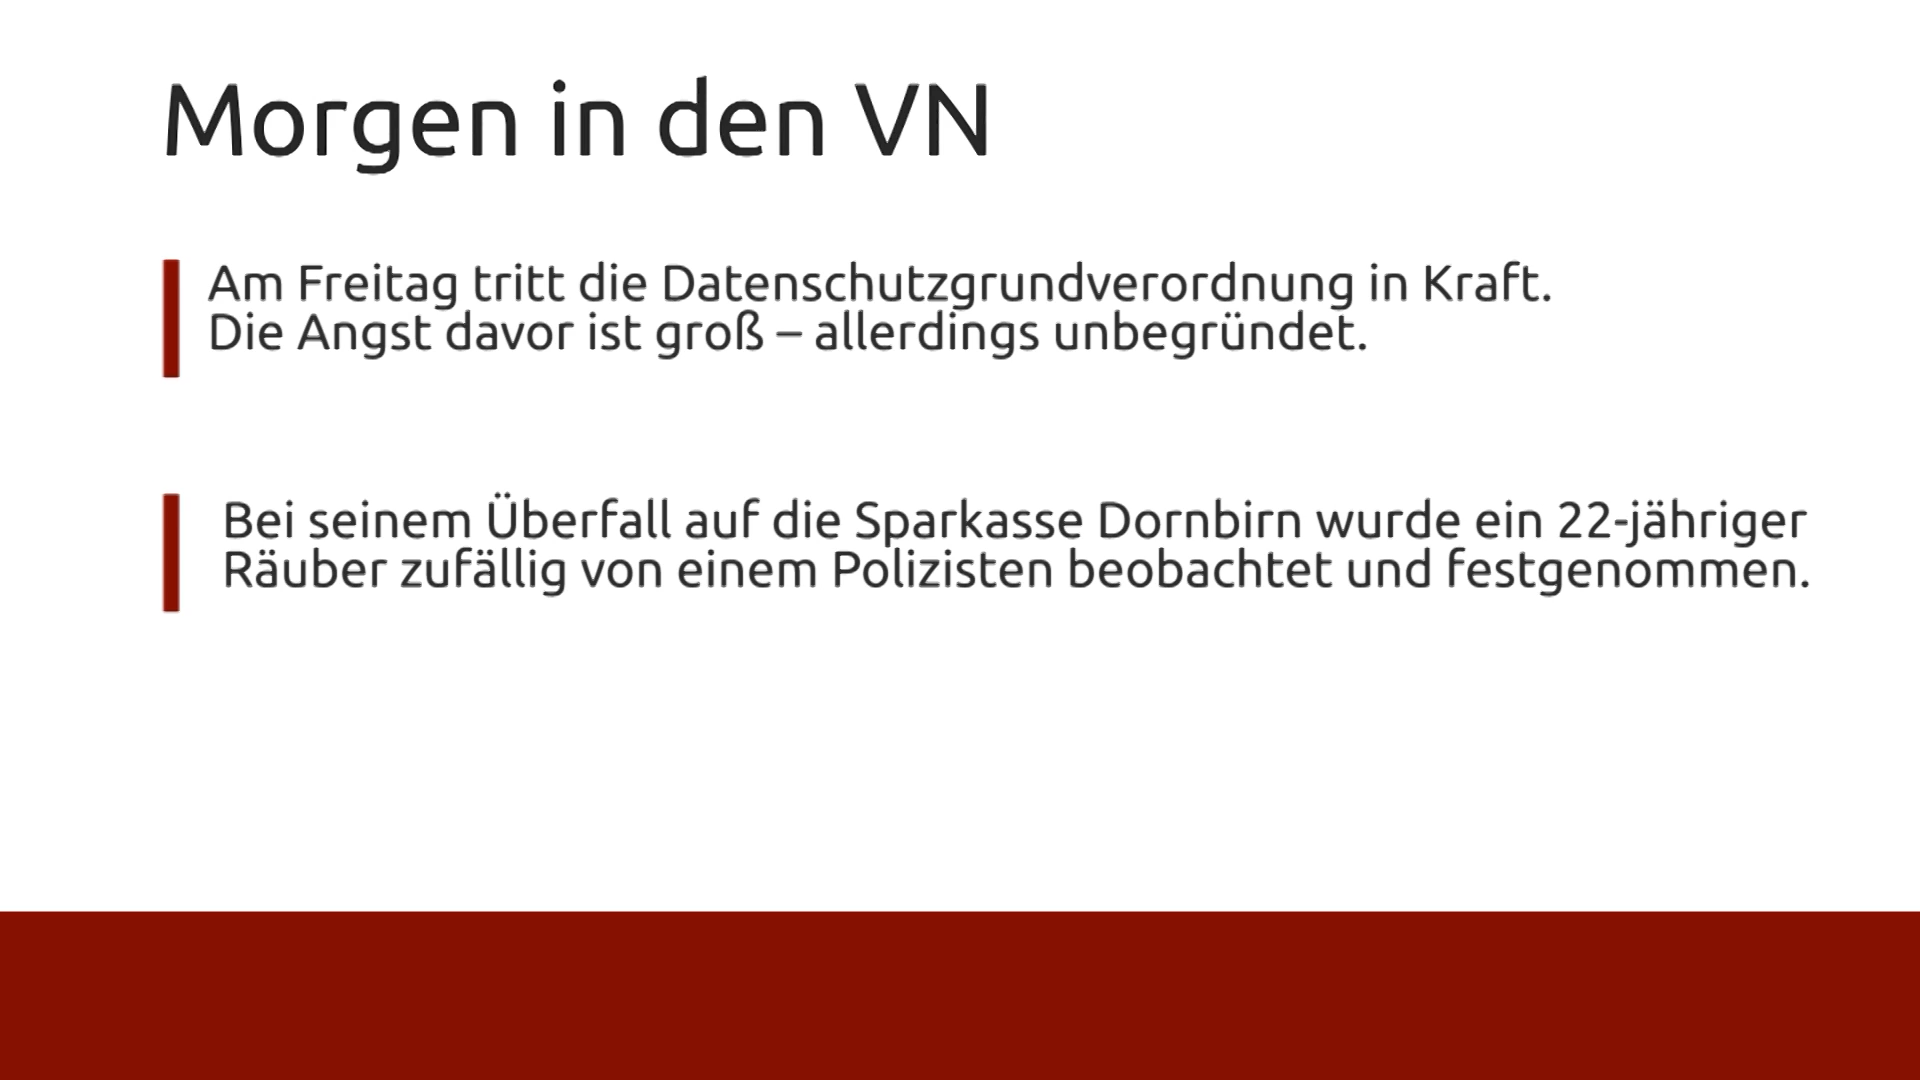 Morgen in den VN
Am Freitag tritt die Datenschutzgrundverordnung in Kraft.
Die Angst davor ist groß – allerdings unbegründet.
Bei seinem Überfall auf die Sparkasse Dornbirn wurde ein 22-jähriger
Räuber zufällig von einem Polizisten beobachtet und festgenommen.